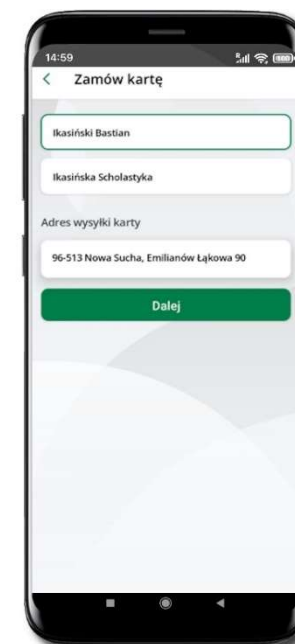 14:59
Zamów kartę
Ikasiński Bastian
Ikasińska Scholastyka
Adres wysyłki karty
96-513 Nowa Sucha, Emilianów Łąkowa 90
Dalej